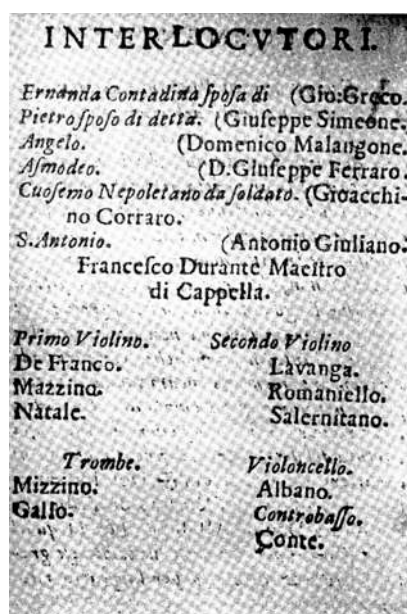 INTERLOCVTORI.
Ernanda Contadina ſpoſa di (Gio:Greco.
Pietro ſpoſo di detta. (Giuſeppe Simeone.
Angelo. (Domenico Malangone.
Aſmodeo. (D.Giuſeppe Ferraro.
Cuoſemo Nepoletano da ſoldato. (Gioacchi-
no Corraro.
S.Antonio. (Antonio Giuliano.
Franceſco Durante Maeſtro
di Cappella.
Primo Violino. Secondo Violino
De Franco. Lavanga.
Mazzino. Romaniello.
Natale. Salernitano.
Trombe. Violoncello.
Mizzino. Albano.
Galſo. Controbaſſo.
Conte.